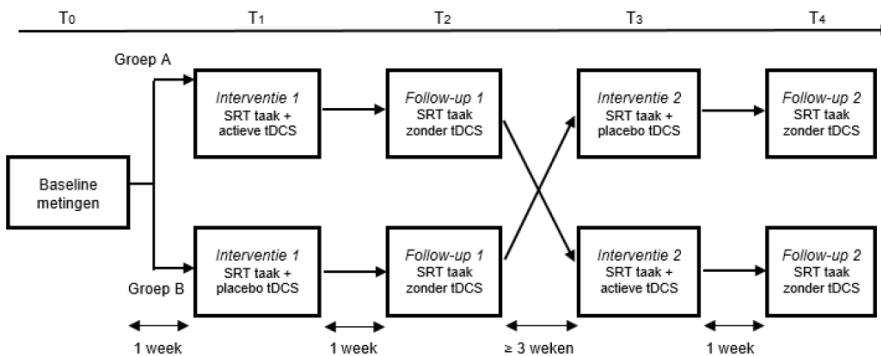 T0 T1 T2 T3 T4
Groep A
Interventie 1
SRT taak +
actieve tDCS
Follow-up 1
SRT taak
zonder tDCS
Interventie 2
SRT taak +
placebo tDCS
Follow-up 2
SRT taak
zonder tDCS
Baseline
metingen
Groep B
Interventie 1
SRT taak +
placebo tDCS
Follow-up 1
SRT taak
zonder tDCS
Interventie 2
SRT taak +
actieve tDCS
Follow-up 2
SRT taak
zonder tDCS
1 week 1 week ≥ 3 weken 1 week